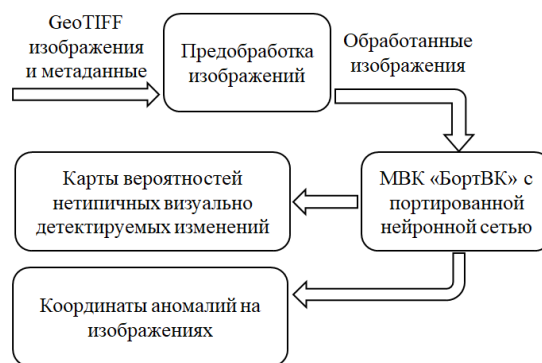 GeoTIFF
изображения
и метаданные
Предобработка
изображений
Обработанные
изображения
Карты вероятностей
нетипичных визуально
детектируемых изменений
МВК «БортВК» с
портированной
нейронной сетью
Координаты аномалий на
изображениях